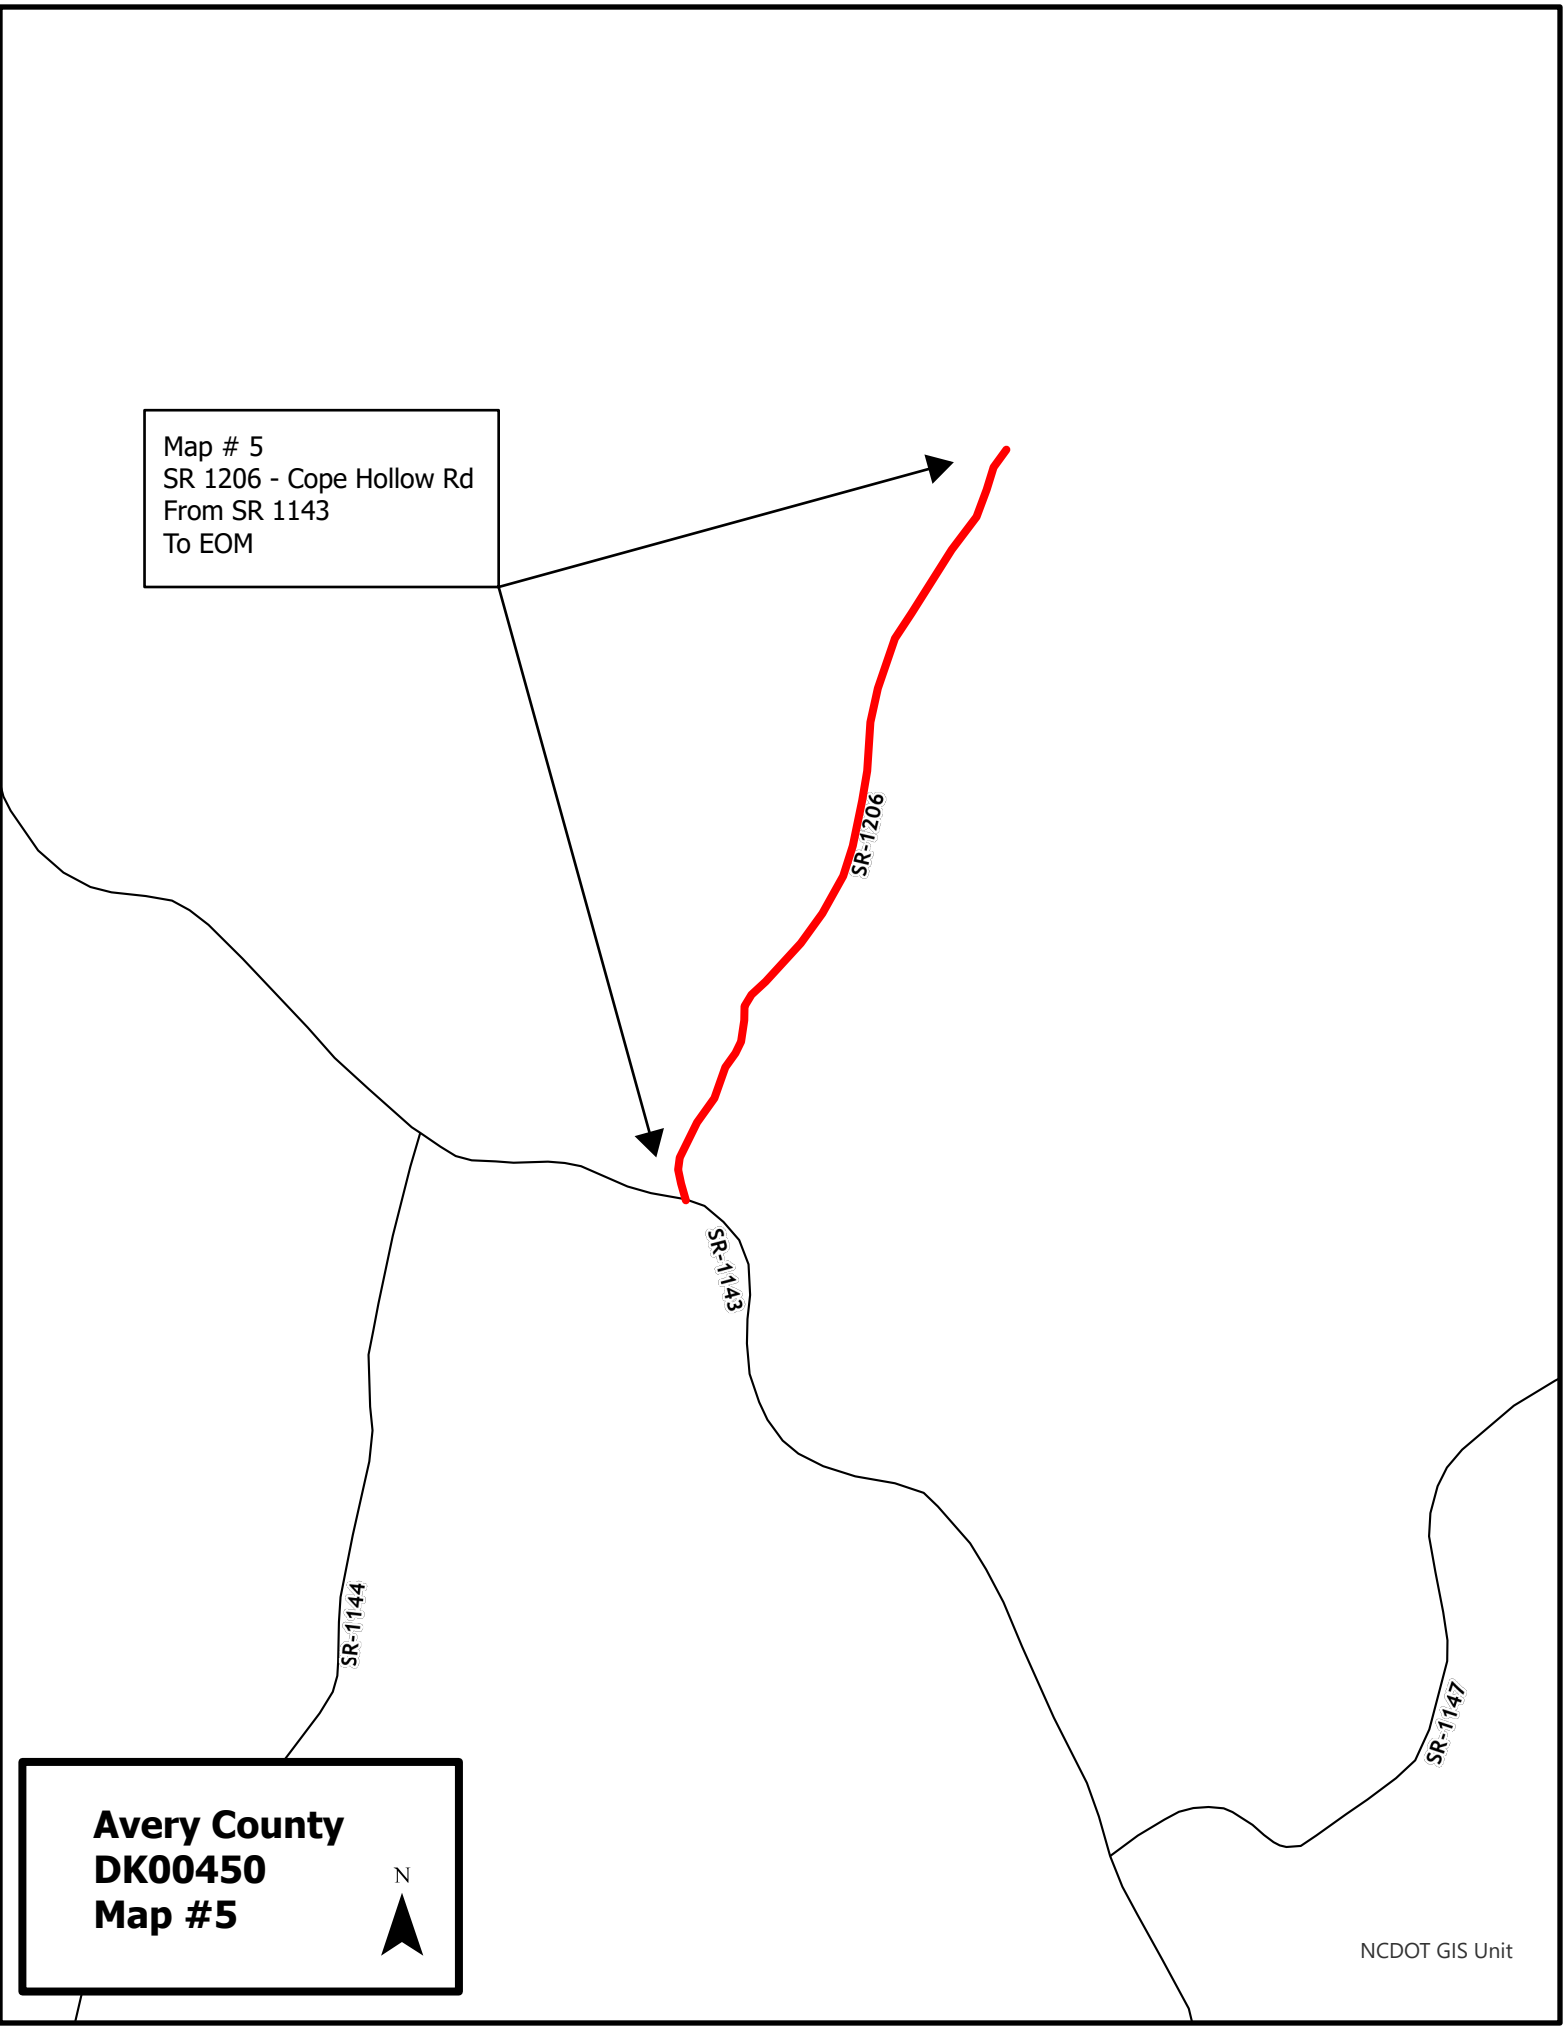 Map # 5
SR 1206 - Cope Hollow Rd
From SR 1143
To EOM
SR-1206
SR-1143
SR-1144
SR-1147
Avery County
DK00450
Map #5
N
NCDOT GIS Unit